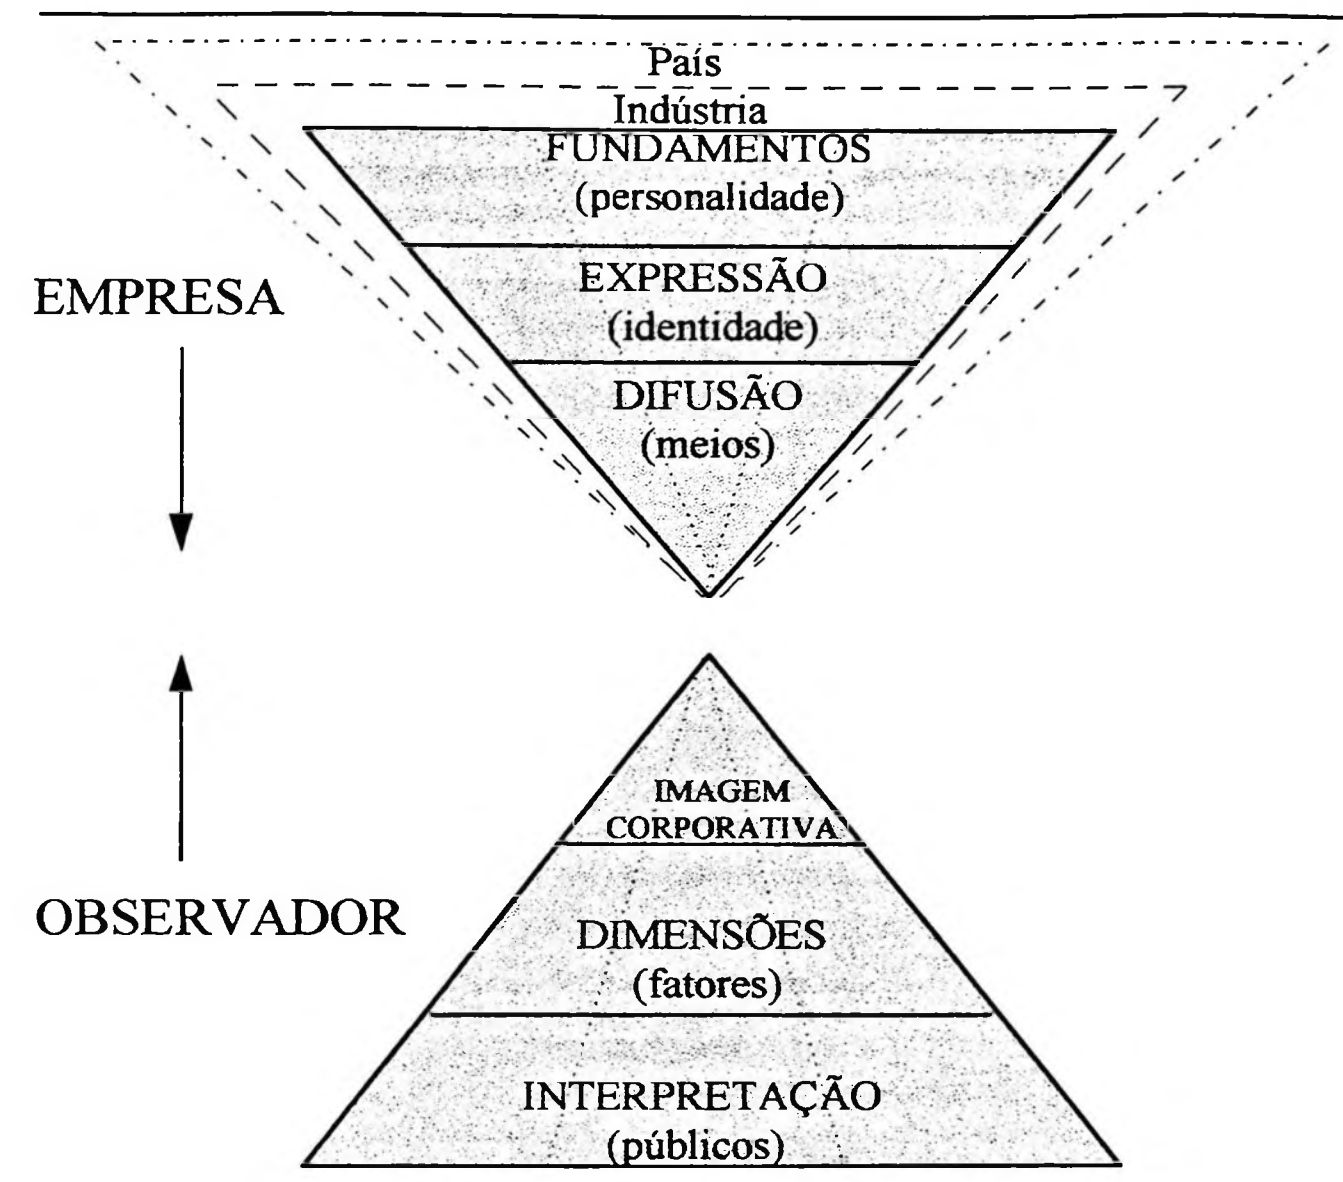 País
Indústria
FUNDAMENTOS
(personalidade)
EXPRESSÃO
(identidade)
EMPRESA
DIFUSÃO
(meios)
IMAGEM
CORPORATIVA
OBSERVADOR
DIMENSÕES
(fatores)
INTERPRETAÇÃO
(públicos)